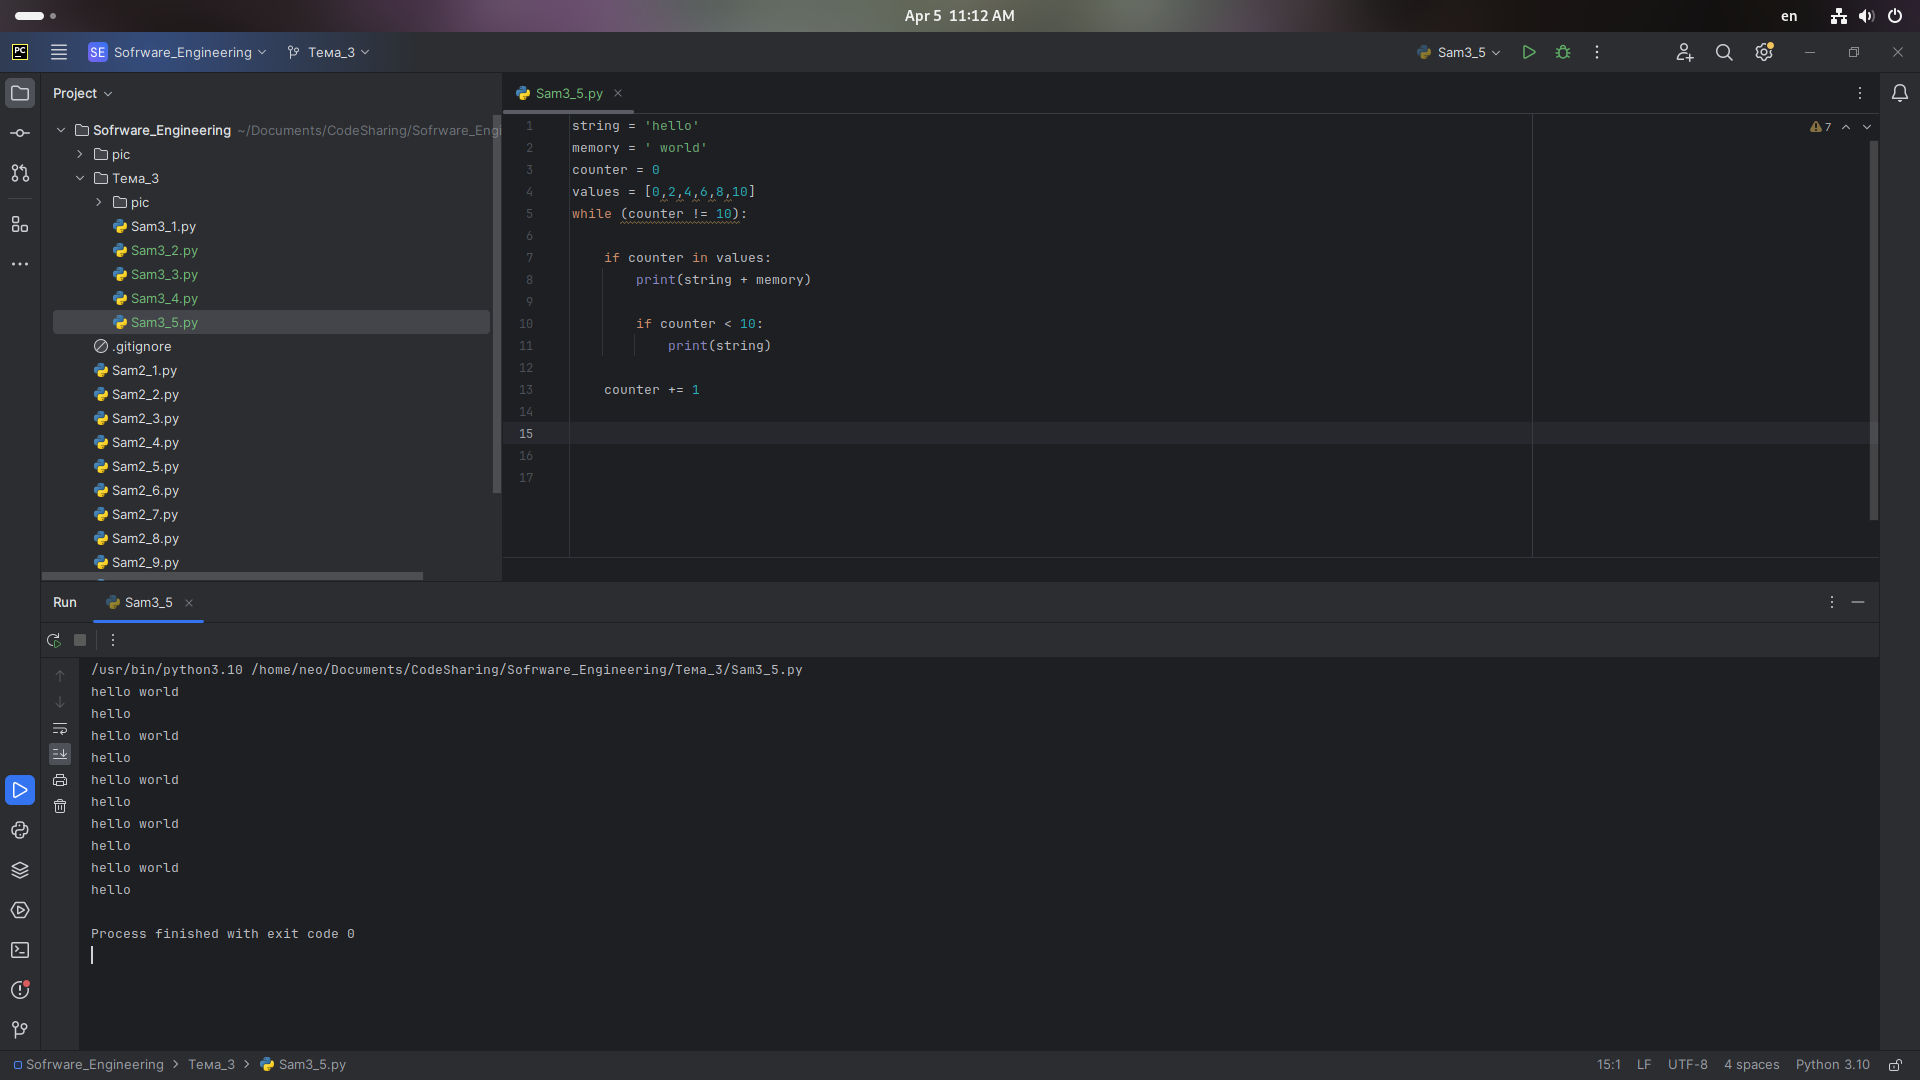 Apr 5 11:12 AM
en
PC
SE Sofrware_Engineering
Тема_3
Sam3_5
Project
Sam3_5.py
Sofrware_Engineering ~/Documents/CodeSharing/Sofrware_Engi
pic
Тема_3
pic
Sam3_1.py
Sam3_2.py
Sam3_3.py
Sam3_4.py
Sam3_5.py
.gitignore
Sam2_1.py
Sam2_2.py
Sam2_3.py
Sam2_4.py
Sam2_5.py
Sam2_6.py
Sam2_7.py
Sam2_8.py
Sam2_9.py
7
1 string = 'hello'
2 memory = ' world'
3 counter = 0
4 values = [0,2,4,6,8,10]
5 while (counter != 10):
6
7 if counter in values:
8 print(string + memory)
9
10 if counter < 10:
11 print(string)
12
13 counter += 1
14
15
16
17
Run
Sam3_5
/usr/bin/python3.10 /home/neo/Documents/CodeSharing/Sofrware_Engineering/Тема_3/Sam3_5.py
hello world
hello
hello world
hello
hello world
hello
hello world
hello
hello world
hello
Process finished with exit code 0
Sofrware_Engineering > Тема_3 > Sam3_5.py
15:1 LF UTF-8 4 spaces Python 3.10